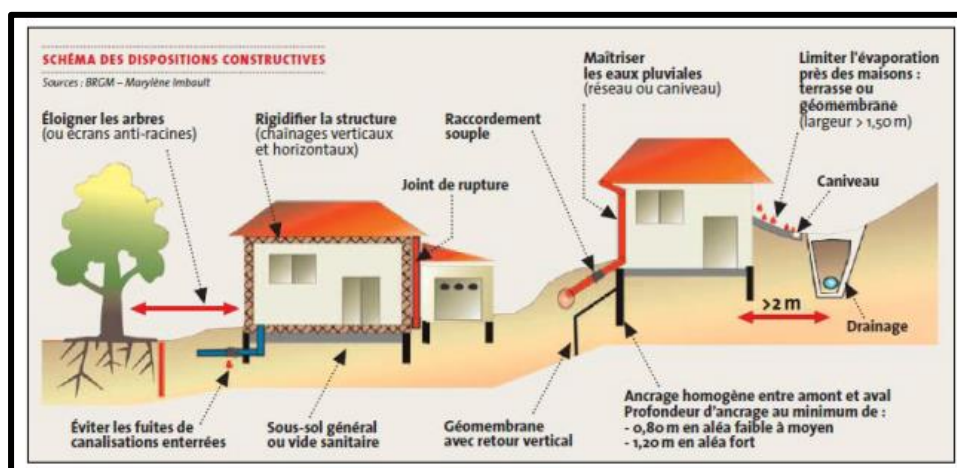 SCHÉMA DES DISPOSITIONS CONSTRUCTIVES
Sources : BRGM – Marylène Imbault
Éloigner les arbres
(ou écrans anti-racines)
Rigidifier la structure
(chaînages verticaux
et horizontaux)
Joint de rupture
Raccordement
souple
Maîtriser
les eaux pluviales
(réseau ou caniveau)
Limiter l'évaporation
près des maisons :
terrasse ou
géomembrane
(largeur > 1,50 m)
Caniveau
>2 m
Drainage
Éviter les fuites de
canalisations enterrées
Sous-sol général
ou vide sanitaire
Géomembrane
avec retour vertical
Ancrage homogène entre amont et aval
Profondeur d'ancrage au minimum de :
- 0,80 m en aléa faible à moyen
- 1,20 m en aléa fort